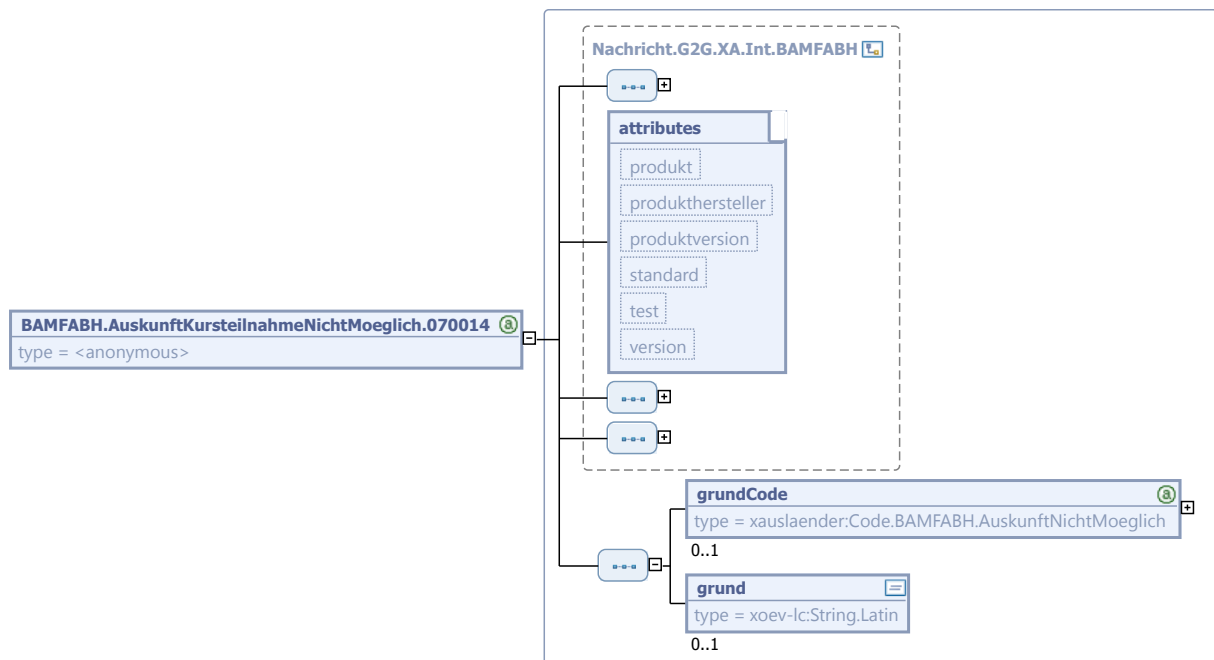 Nachricht.G2G.XA.Int.BAMFABH
attributes
produkt
produkthersteller
produktversion
standard
test
version
BAMFABH.AuskunftKursteilnahmeNichtMoeglich.070014
type = <anonymous>
grundCode
type = xauslaender:Code.BAMFABH.AuskunftNichtMoeglich
0..1
grund
type = xoev-lc:String.Latin
0..1